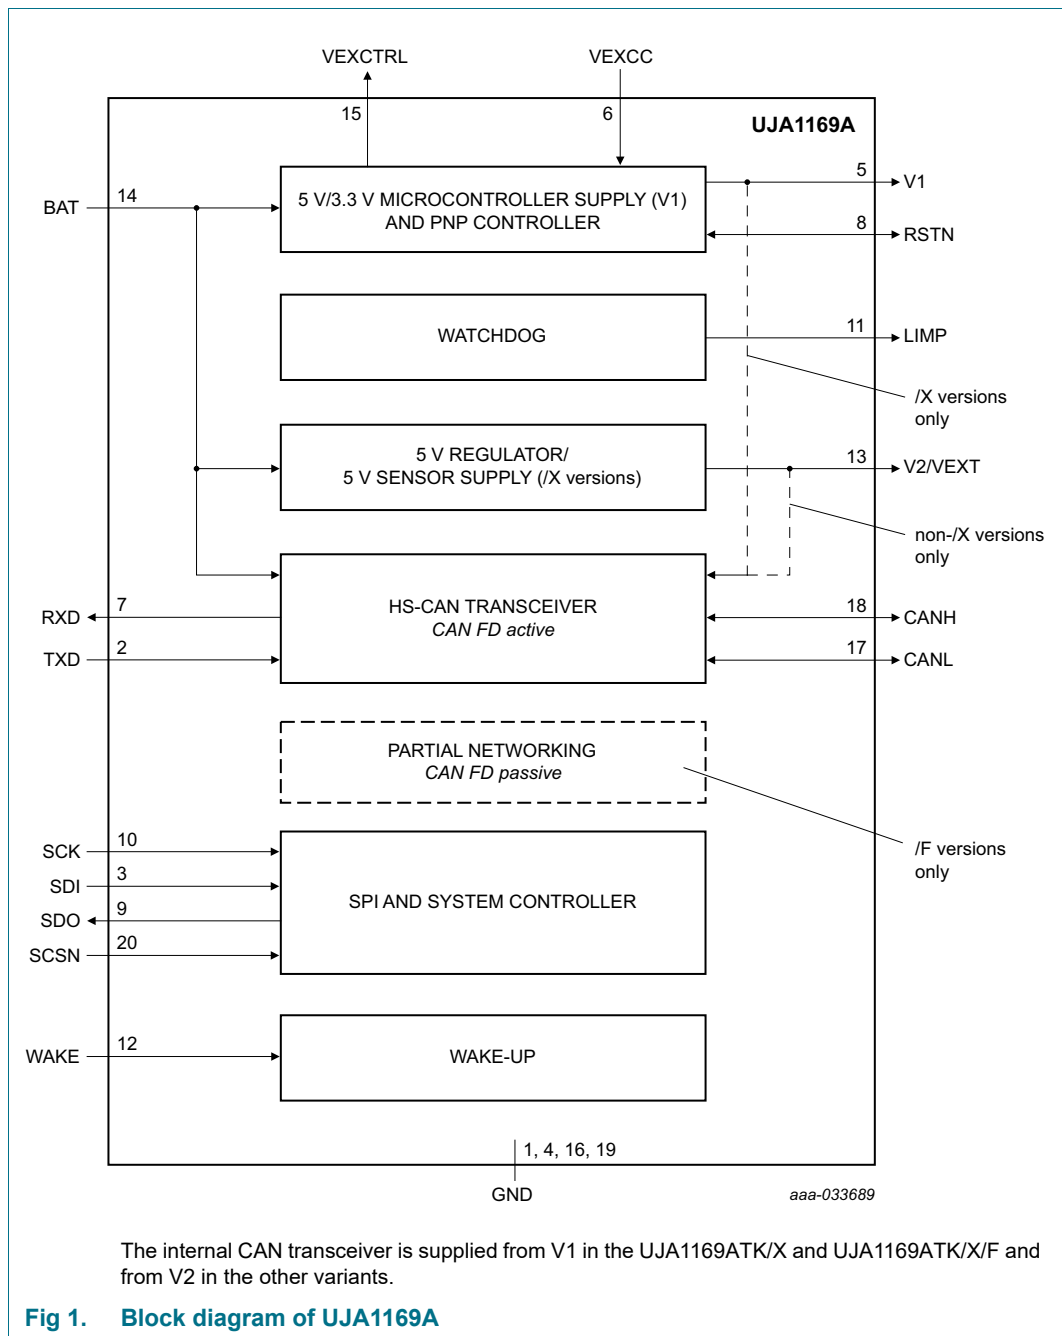 VEXCTRL
VEXCC
15
6
UJA1169A
BAT
14
5 V/3.3 V MICROCONTROLLER SUPPLY (V1)
AND PNP CONTROLLER
5
V1
8
RSTN
WATCHDOG
11
LIMP
/X versions
only
5 V REGULATOR/
5 V SENSOR SUPPLY (/X versions)
13
V2/VEXT
non-/X versions
only
RXD
7
TXD
2
HS-CAN TRANSCEIVER
CAN FD active
18
CANH
17
CANL
PARTIAL NETWORKING
CAN FD passive
/F versions
only
SCK
10
SDI
3
SDO
9
SCSN
20
SPI AND SYSTEM CONTROLLER
WAKE
12
WAKE-UP
1, 4, 16, 19
GND
aaa-033689
The internal CAN transceiver is supplied from V1 in the UJA1169ATK/X and UJA1169ATK/X/F and
from V2 in the other variants.
Fig 1. Block diagram of UJA1169A